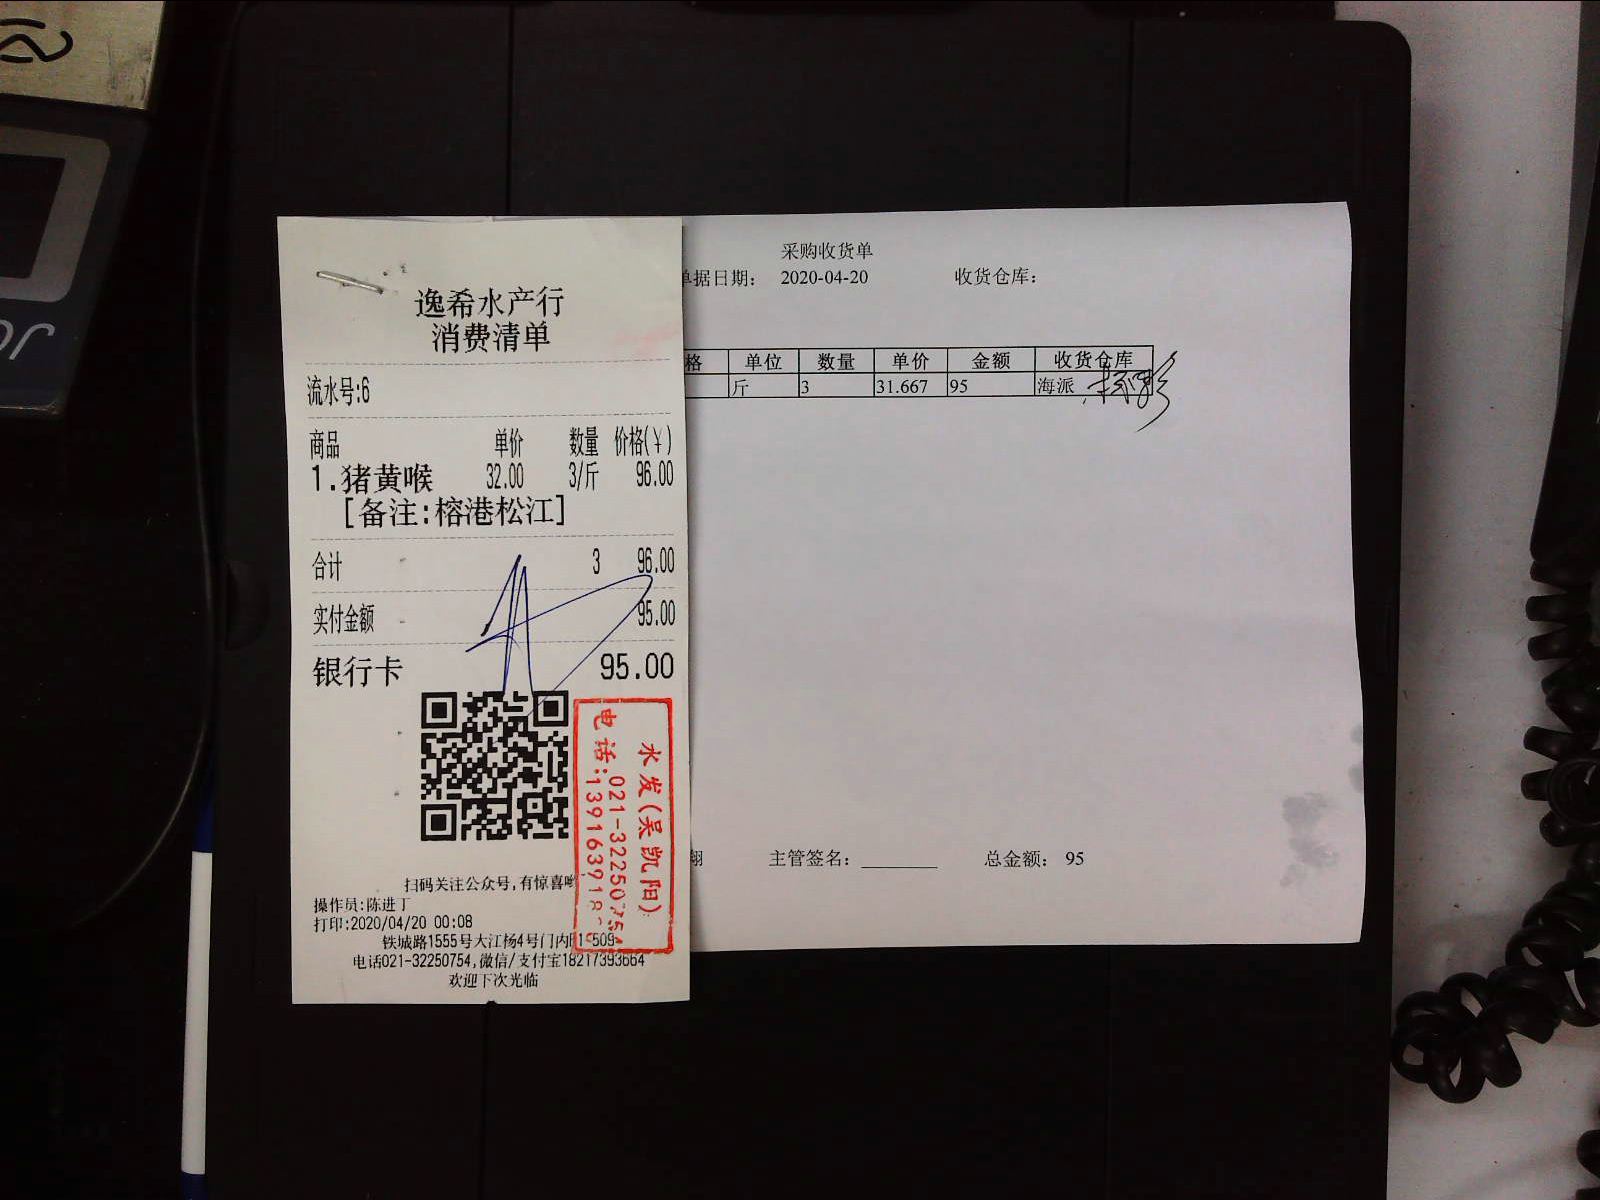 逸希水产行
消费清单
流水号:6
商品 单价 数量 价格(¥)
1.猪黄喉 32.00 3/斤 96.00
[备注:榕港松江]
合计 3 96.00
实付金额 95.00
银行卡 95.00
水发(吴凯阳)
电话:021-32250754
扫码关注公众号,有惊喜
操作员:陈进丁
打印:2020/04/20 00:08
铁城路1555号大江杨4号门内
电话021-32250754,微信/支付宝18217393664
欢迎下次光临
采购收货单
单据日期: 2020-04-20 收货仓库:
格 单位 数量 单价 金额 收货仓库
斤 3 31.667 95 海派
翔 主管签名: 总金额: 95